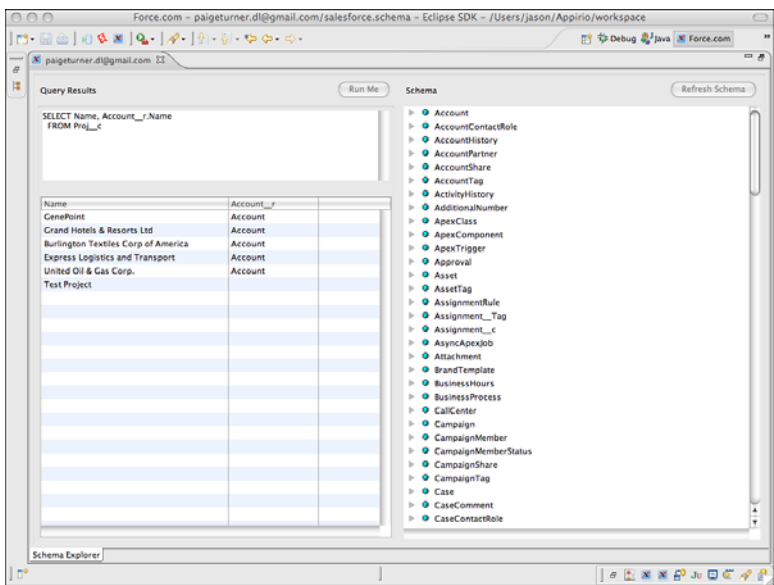 Force.com – paigeturner.dl@gmail.com/salesforce.schema – Eclipse SDK – /Users/jason/Appirio/workspace
Debug Java Force.com
paigeturner.dl@gmail.com
Query Results Run Me
SELECT Name, Account__r.Name
FROM Proj__c
Name Account__r
GenePoint Account
Grand Hotels & Resorts Ltd Account
Burlington Textiles Corp of America Account
Express Logistics and Transport Account
United Oil & Gas Corp. Account
Test Project
Schema Refresh Schema
Account
AccountContactRole
AccountHistory
AccountPartner
AccountShare
AccountTag
ActivityHistory
AdditionalNumber
ApexClass
ApexComponent
ApexTrigger
Approval
Asset
AssetTag
AssignmentRule
Assignment__Tag
Assignment__c
AsyncApexJob
Attachment
BrandTemplate
BusinessHours
BusinessProcess
CallCenter
Campaign
CampaignMember
CampaignMemberStatus
CampaignShare
CampaignTag
Case
CaseComment
CaseContactRole
Schema Explorer
Ju